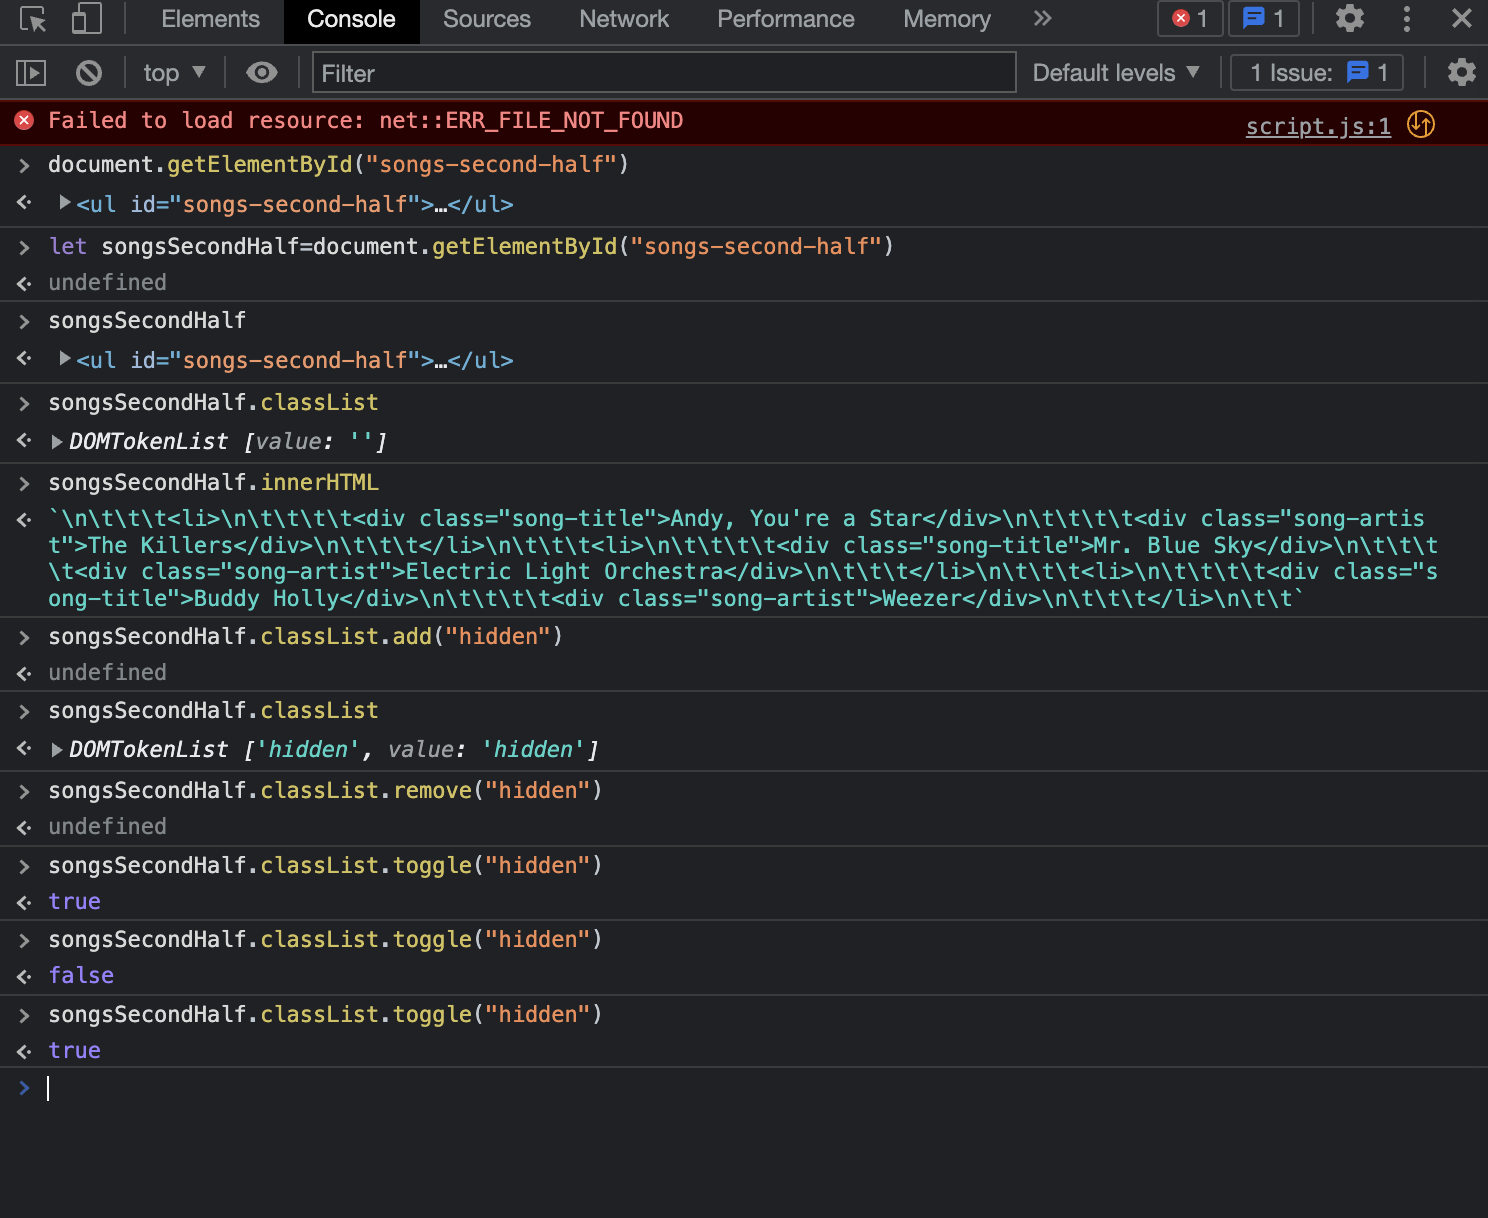 Elements Console Sources Network Performance Memory 1 1
top Filter Default levels 1 Issue: 1
Failed to load resource: net::ERR_FILE_NOT_FOUND script.js:1
document.getElementById("songs-second-half")
<ul id="songs-second-half">…</ul>
let songsSecondHalf=document.getElementById("songs-second-half")
undefined
songsSecondHalf
<ul id="songs-second-half">…</ul>
songsSecondHalf.classList
DOMTokenList [value: '']
songsSecondHalf.innerHTML
`\n\t\t\t<li>\n\t\t\t\t<div class="song-title">Andy, You're a Star</div>\n\t\t\t\t<div class="song-artis
t">The Killers</div>\n\t\t\t</li>\n\t\t\t<li>\n\t\t\t\t<div class="song-title">Mr. Blue Sky</div>\n\t\t\t
\t<div class="song-artist">Electric Light Orchestra</div>\n\t\t\t</li>\n\t\t\t<li>\n\t\t\t\t<div class="s
ong-title">Buddy Holly</div>\n\t\t\t\t<div class="song-artist">Weezer</div>\n\t\t\t</li>\n\t\t`
songsSecondHalf.classList.add("hidden")
undefined
songsSecondHalf.classList
DOMTokenList ['hidden', value: 'hidden']
songsSecondHalf.classList.remove("hidden")
undefined
songsSecondHalf.classList.toggle("hidden")
true
songsSecondHalf.classList.toggle("hidden")
false
songsSecondHalf.classList.toggle("hidden")
true